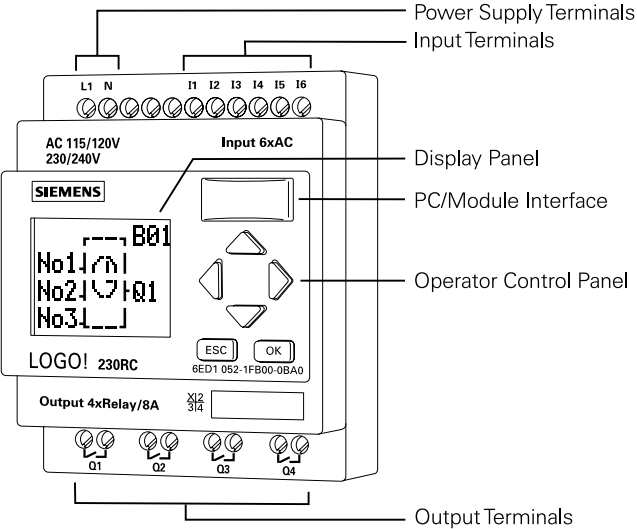 Power Supply Terminals
Input Terminals
L1 N I1 I2 I3 I4 I5 I6
AC 115/120V
230/240V
Input 6xAC
Display Panel
SIEMENS
PC/Module Interface
B01
No1
No2 Q1
No3
Operator Control Panel
ESC OK
LOGO! 230RC
6ED1 052-1FB00-0BA0
Output 4xRelay/8A
X 2
3 4
Q1 Q2 Q3 Q4
Output Terminals